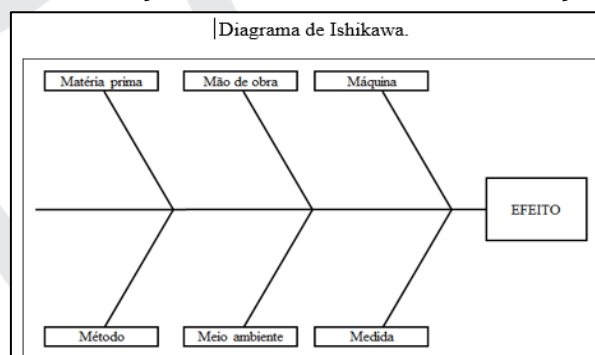 Diagrama de Ishikawa.
Matéria prima
Mão de obra
Máquina
EFEITO
Método
Meio ambiente
Medida